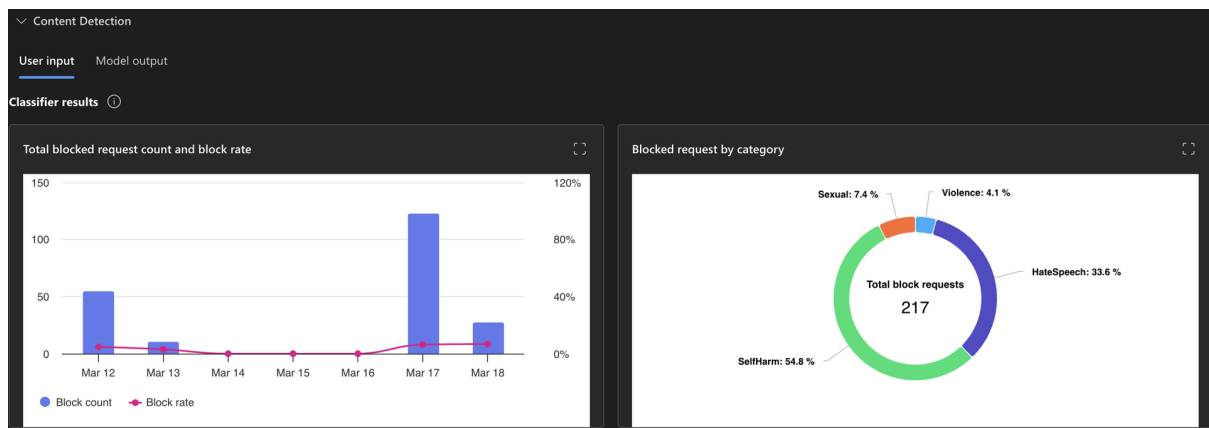 Content Detection
User input
Model output
Classifier results
Total blocked request count and block rate
150
120%
100
80%
50
40%
0
0%
Mar 12
Mar 13
Mar 14
Mar 15
Mar 16
Mar 17
Mar 18
Block count
Block rate
Blocked request by category
Sexual: 7.4 %
Violence: 4.1 %
HateSpeech: 33.6 %
Total block requests
217
SelfHarm: 54.8 %